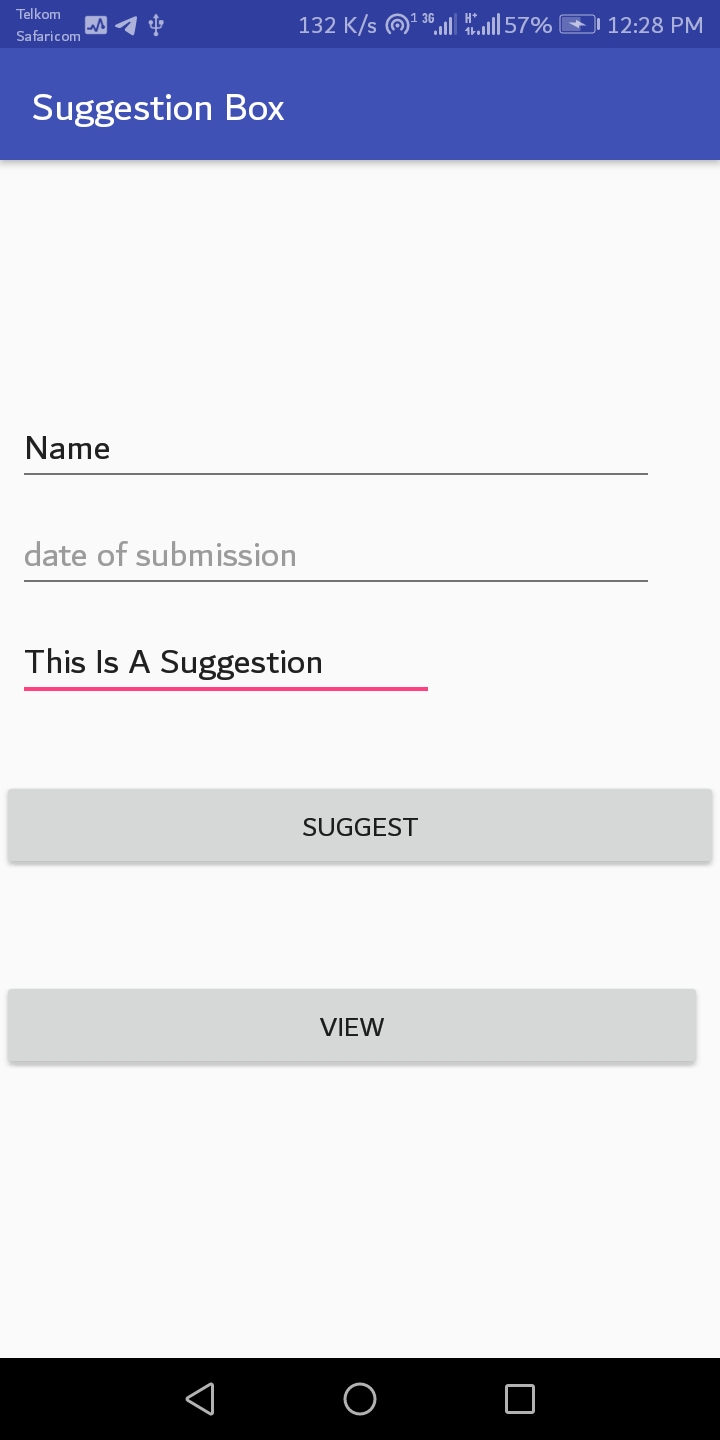 Telkom
Safaricom
132 K/s 1 3G H+ 57% 12:28 PM
Suggestion Box
Name
date of submission
This Is A Suggestion
SUGGEST
VIEW